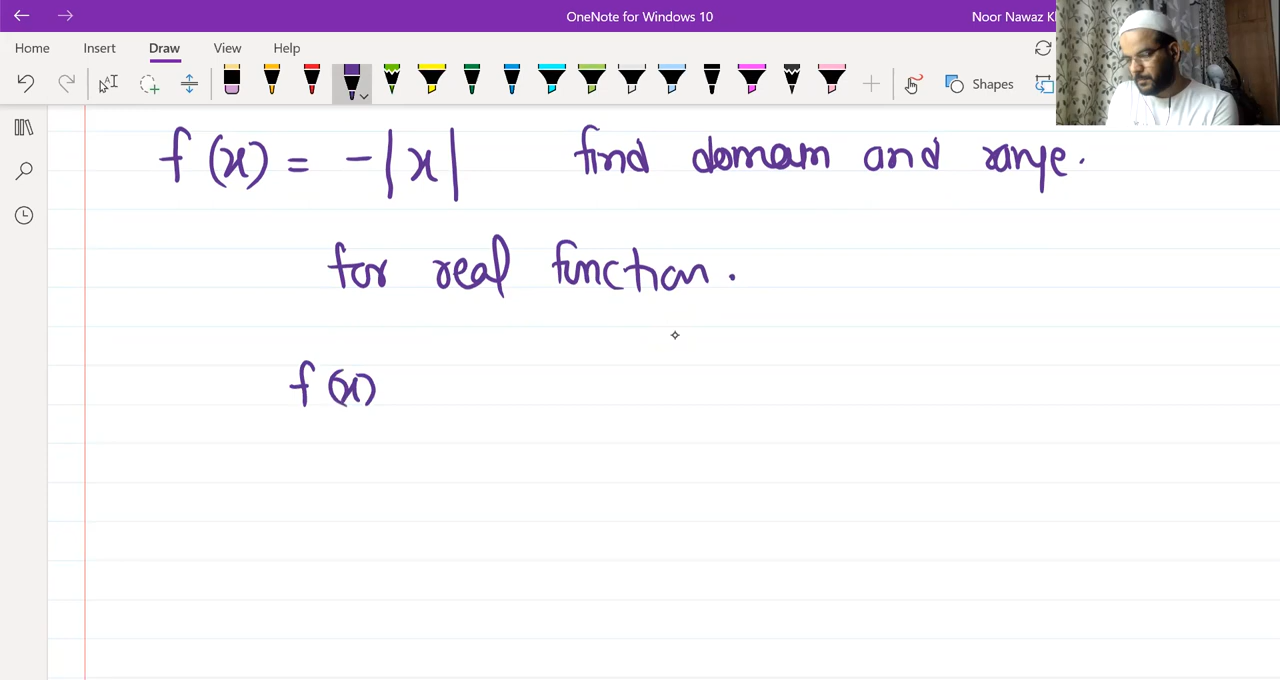 OneNote for Windows 10
Noor Nawaz Kh
Home Insert Draw View Help
Shapes
f(x) = -|x| find domain and range.
for real function.
f(x)